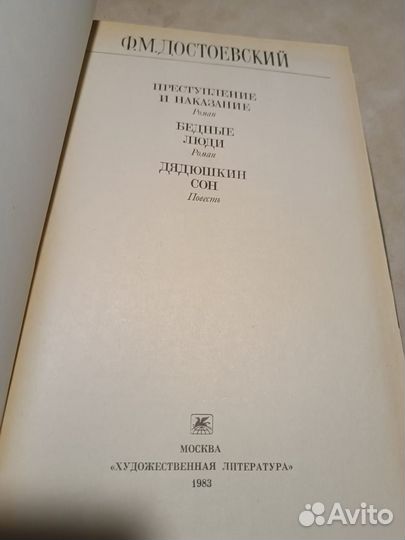 Ф.М.ДОСТОЕВСКИЙ
ПРЕСТУПЛЕНИЕ
И НАКАЗАНИЕ
Роман
БЕДНЫЕ
ЛЮДИ
Роман
ДЯДЮШКИН
СОН
Повесть
МОСКВА
«ХУДОЖЕСТВЕННАЯ ЛИТЕРАТУРА»
1983
Avito